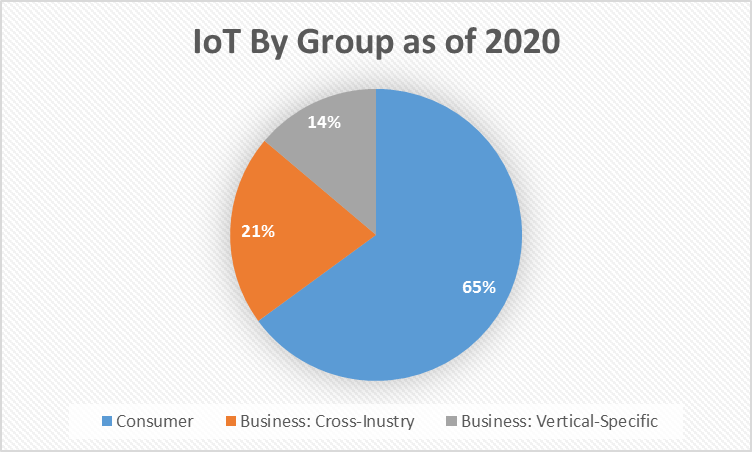 IoT By Group as of 2020
14%
21%
65%
Consumer
Business: Cross-Inustry
Business: Vertical-Specific